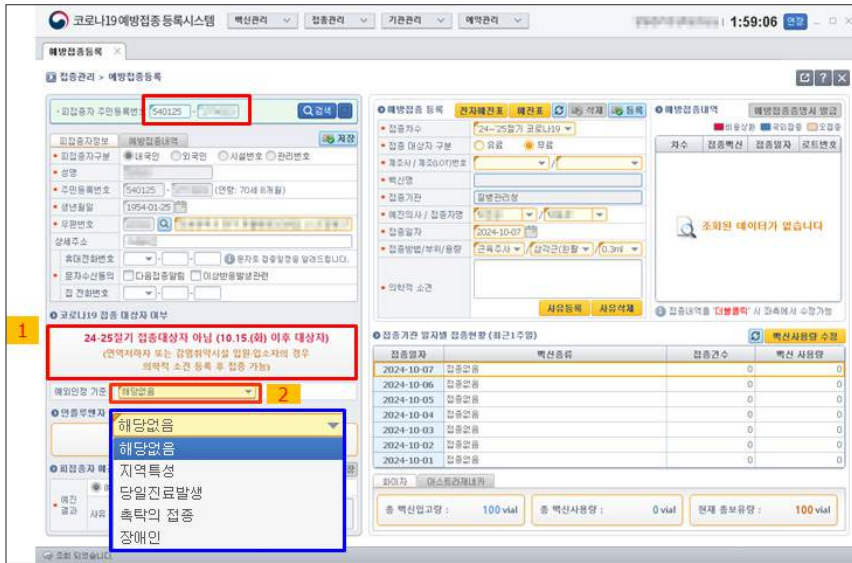 코로나19예방접종등록시스템 백신관리 접종관리 기관관리 예약관리 1:59:06 연장
예방접종등록
접종관리 > 예방접종등록
피접종자 주민등록번호 540125 - 검색
피접종자정보 예방접종내역 저장
피접종자구분 내국인 외국인 시설번호 관리번호
성명
주민등록번호 540125 - (연령: 70세 8개월)
생년월일 1954-01-25
우편번호
상세주소
휴대전화번호 - - 문자로 접종일정을 알려드립니다.
문자수신동의 다음접종알림 이상반응발생관련
집 전화번호 - -
코로나19 접종 대상자 여부
1
24-25절기 접종대상자 아님 (10.15.(화) 이후 대상자)
(면역저하자 또는 감염취약시설 입원·입소자의 경우
의학적 소견 등록 후 접종 가능)
예외인정 기준 해당없음 2
인플루엔자
해당없음
해당없음
지역특성
당일진료발생
촉탁의 접종
장애인
피접종자
예진
결과
사유
예방접종 등록 전자예진표 예진표 삭제 등록
접종차수 '24~'25절기 코로나19
접종 대상자 구분 유료 무료
제조사 / 제조(LOT)번호 /
백신명
접종기관 질병관리청
예진의사 / 접종자명 /
접종일자 2024-10-07
접종방법/부위/용량 근육주사 / 삼각근(좌활 / 0.3ml
의학적 소견
사유등록 사유삭제
예방접종내역 예방접종증명서 발급
비용상환 국외접종 오접종
차수 접종백신 접종일자 로트번호
조회된 데이터가 없습니다
접종내역를 '더블클릭' 시 좌측에서 수정가능
접종기관 일자별 접종현황 (최근1주일) 백신사용량 수정
접종일자 백신종류 접종건수 백신 사용량
2024-10-07 접종없음 0 0
2024-10-06 접종없음 0 0
2024-10-05 접종없음 0 0
2024-10-04 접종없음 0 0
2024-10-03 접종없음 0 0
2024-10-02 접종없음 0 0
2024-10-01 접종없음 0 0
화이자 아스트라제네카
총 백신입고량 : 100 vial 총 백신사용량 : 0 vial 현재 총보유량 : 100 vial
조회 되었습니다.